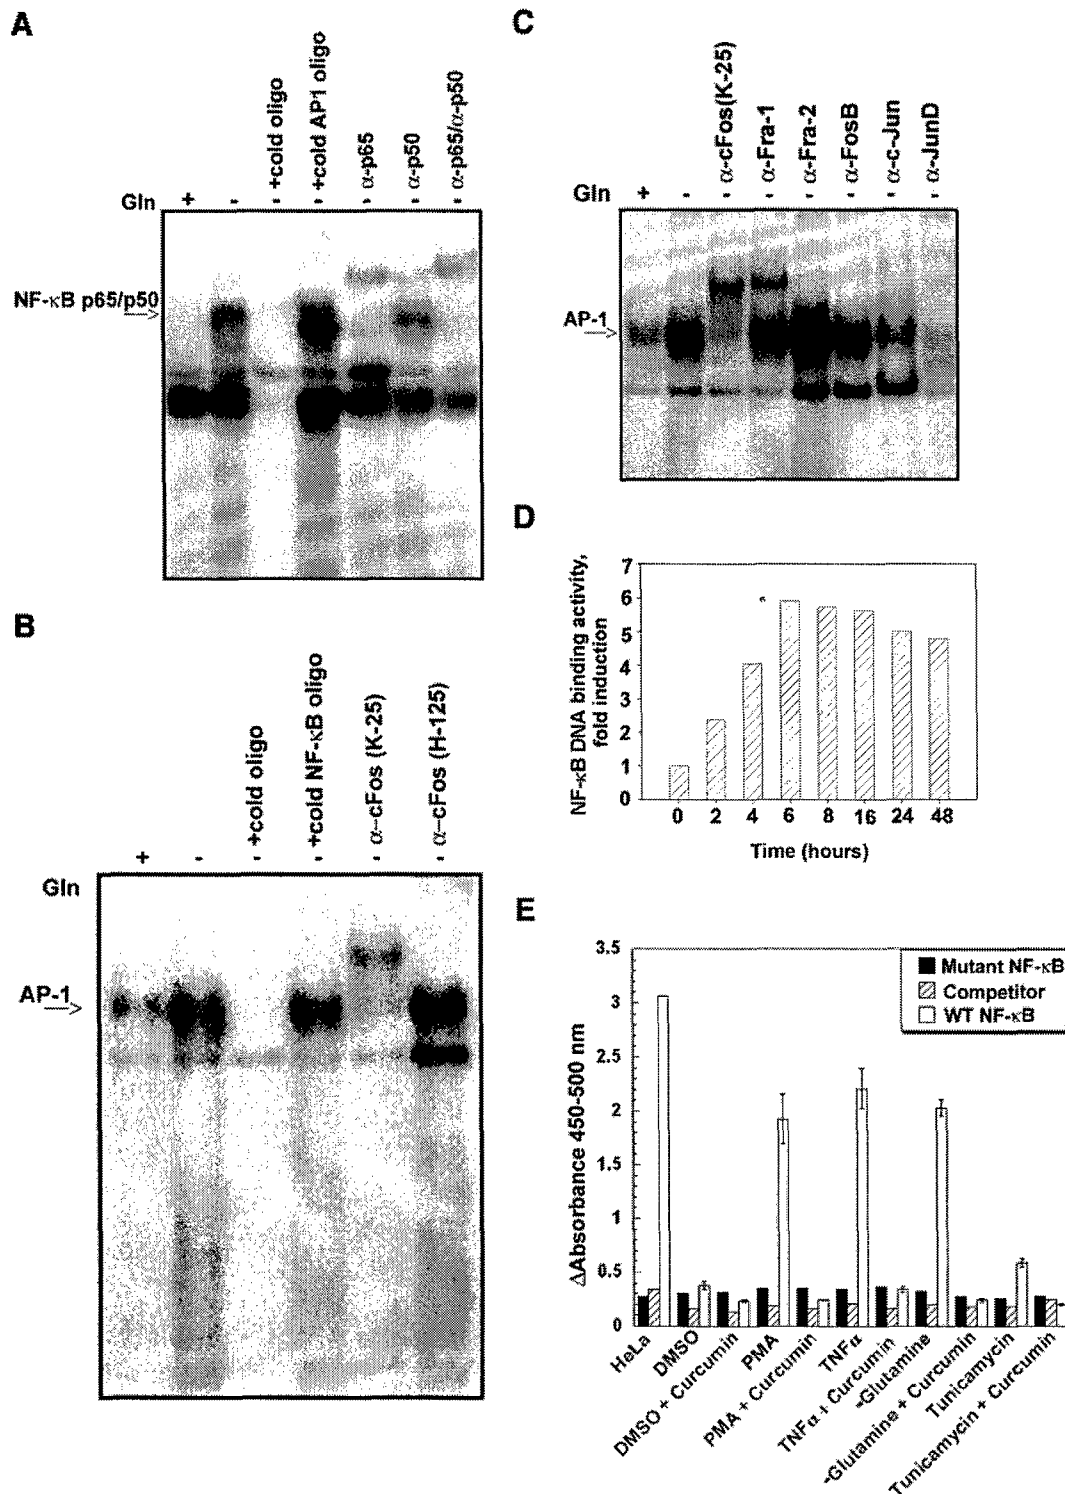 A
+cold oligo
+cold AP1 oligo
α-p65
α-p50
α-p65/α-p50
Gln + - - - - - -
NF-κB p65/p50
B
+cold oligo
+cold NF-κB oligo
α-cFos (K-25)
α-cFos (H-125)
+ - - - - -
Gln
AP-1
C
α-cFos(K-25)
α-Fra-1
α-Fra-2
α-FosB
α-c-Jun
α-JunD
Gln + - - - - - - -
AP-1
D
NF-κB DNA binding activity,
fold induction
7
6
5
4
3
2
1
0
0 2 4 6 8 16 24 48
Time (hours)
E
ΔAbsorbance 450-500 nm
3.5
3
2.5
2
1.5
1
0.5
0
Mutant NF-κB
Competitor
WT NF-κB
HeLa
DMSO
DMSO + Curcumin
PMA
PMA + Curcumin
TNFα
TNFα + Curcumin
-Glutamine
-Glutamine + Curcumin
Tunicamycin
Tunicamycin + Curcumin